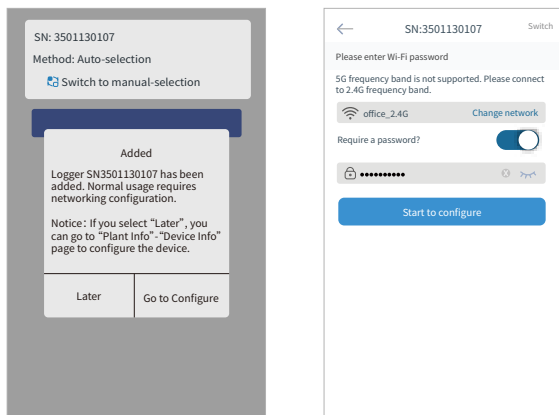 SN: 3501130107
Method: Auto-selection
Switch to manual-selection
Added
Logger SN3501130107 has been
added. Normal usage requires
networking configuration.
Notice: If you select “Later”, you
can go to “Plant Info”-“Device Info”
page to configure the device.
Later
Go to Configure
SN:3501130107
Switch
Please enter Wi-Fi password
5G frequency band is not supported. Please connect
to 2.4G frequency band.
office_2.4G
Change network
Require a password?
••••••••••
Start to configure